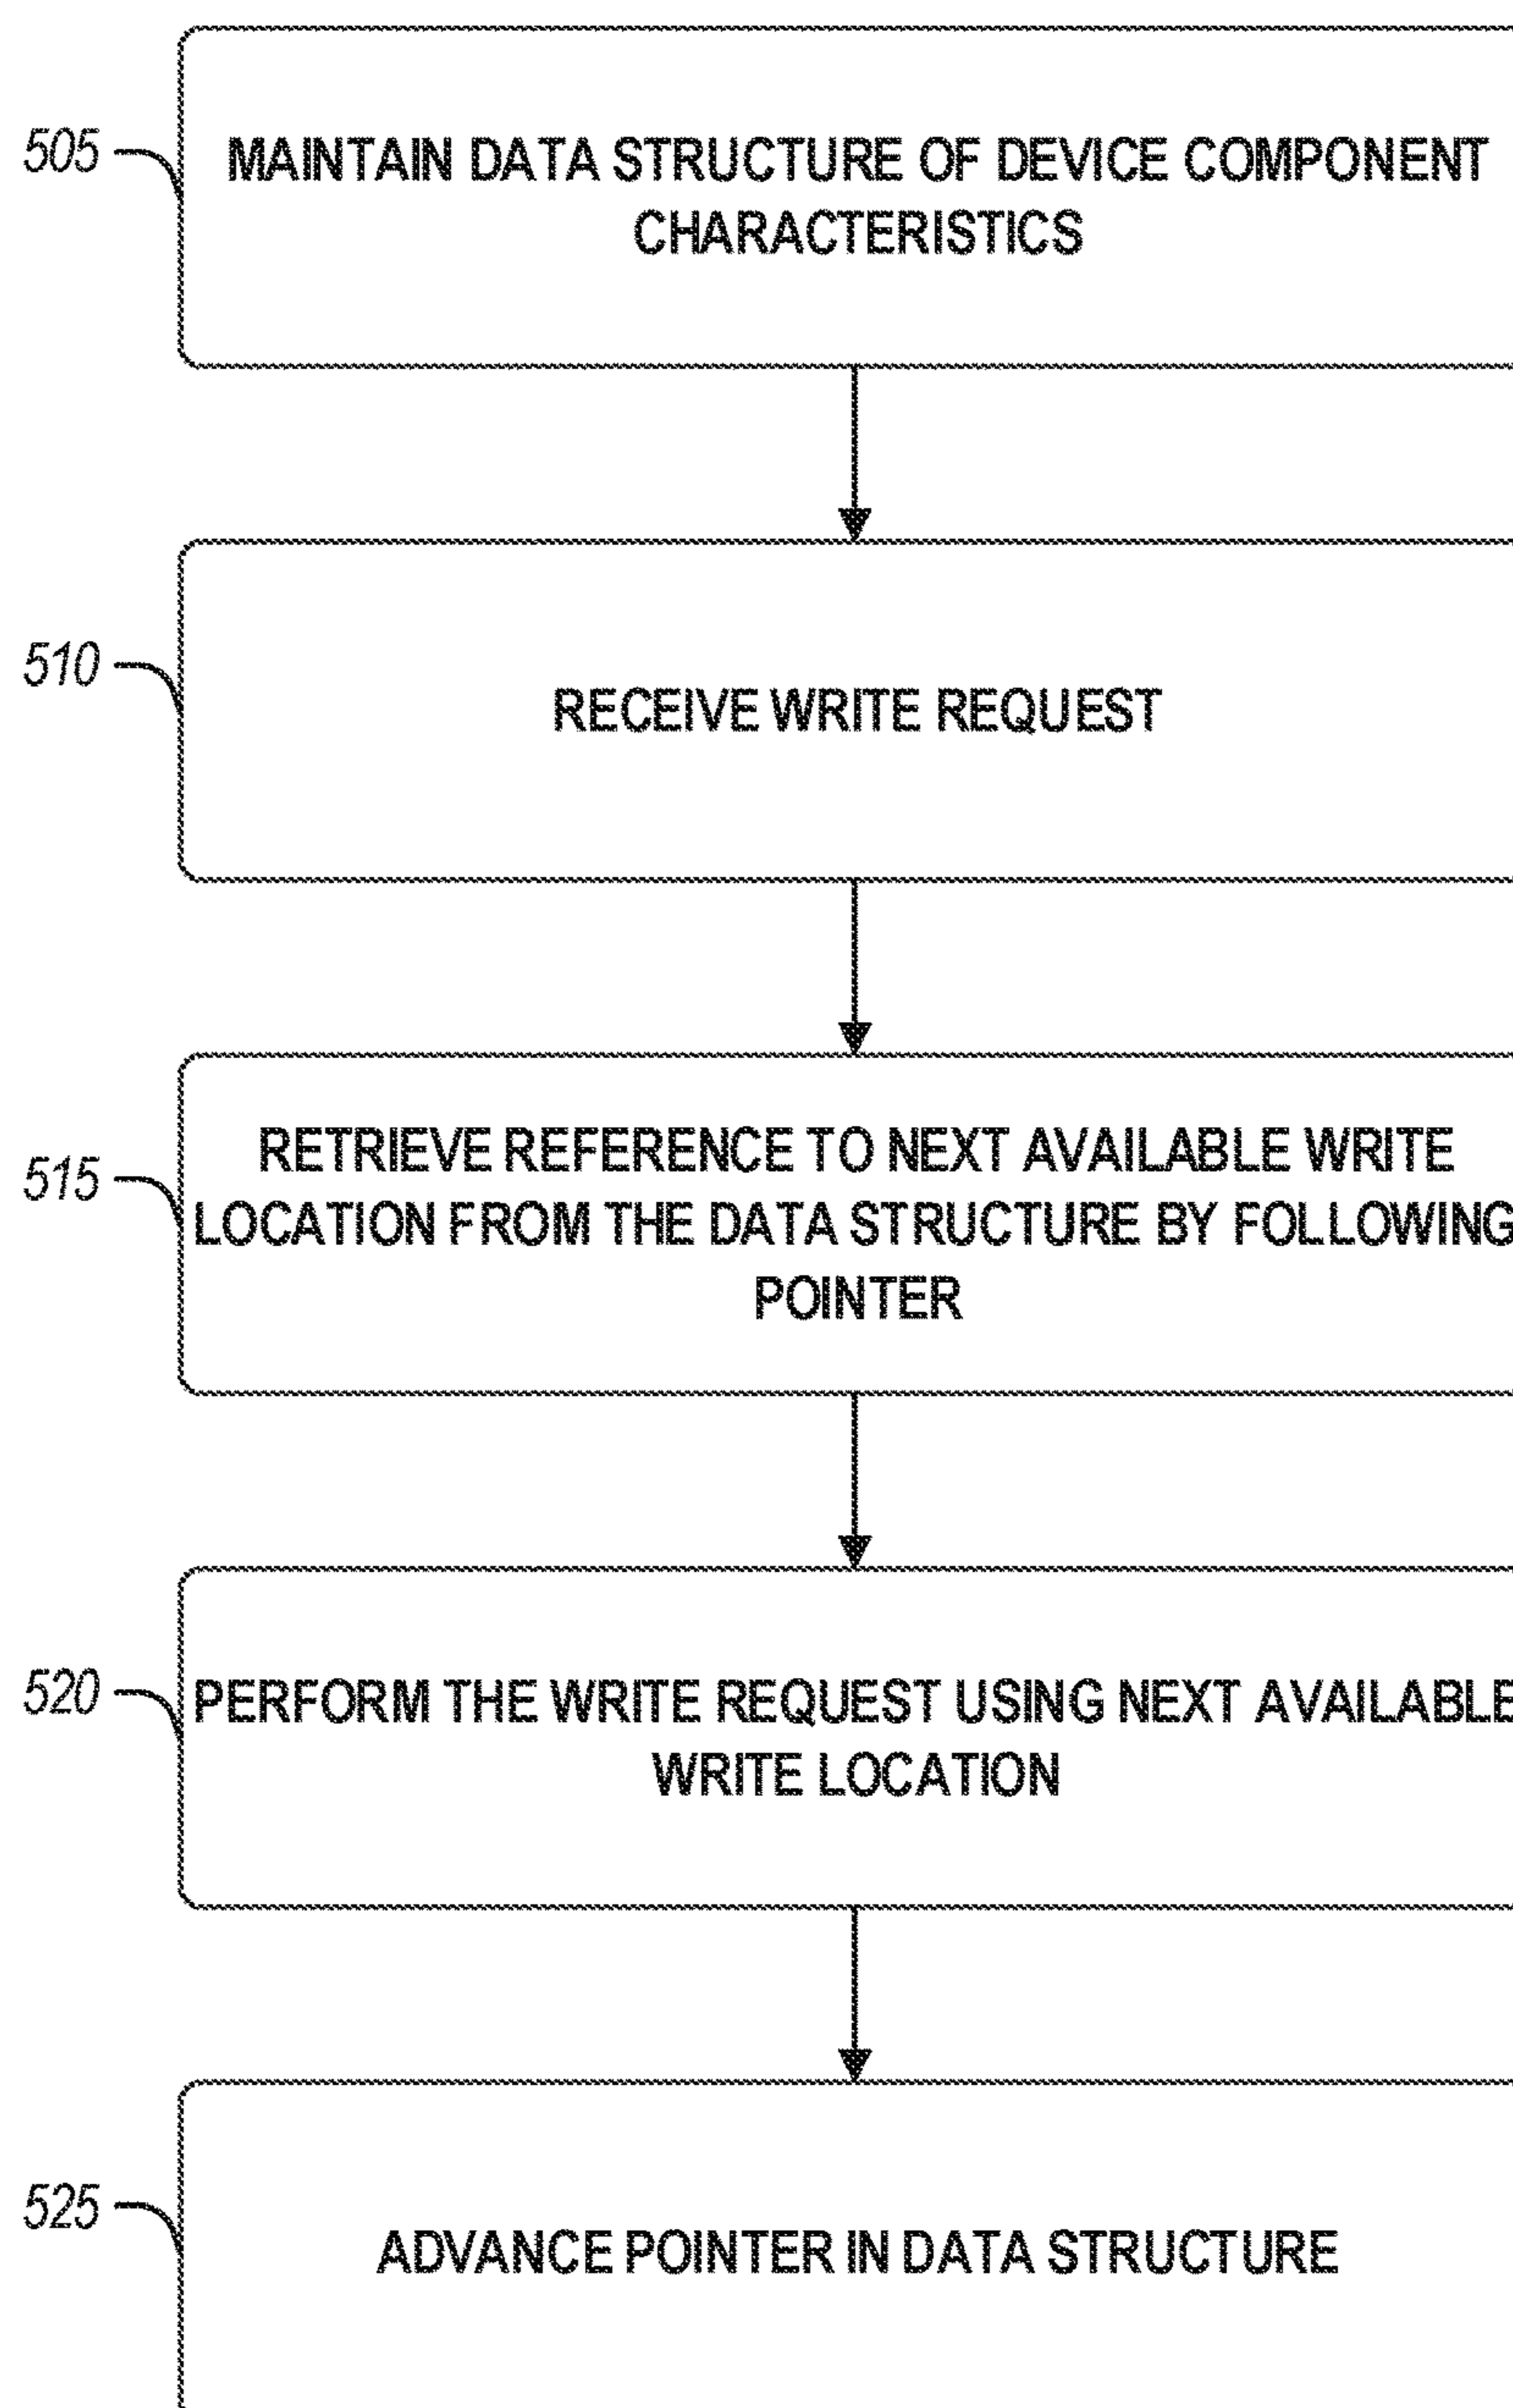 505
MAINTAIN DATA STRUCTURE OF DEVICE COMPONENT
CHARACTERISTICS
510
RECEIVE WRITE REQUEST
515
RETRIEVE REFERENCE TO NEXT AVAILABLE WRITE
LOCATION FROM THE DATA STRUCTURE BY FOLLOWING
POINTER
520
PERFORM THE WRITE REQUEST USING NEXT AVAILABLE
WRITE LOCATION
525
ADVANCE POINTER IN DATA STRUCTURE